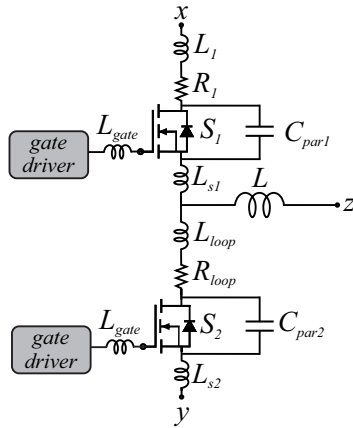 x
L1
R1
Lgate
S1
Cpar1
gate driver
Ls1
L
z
Lloop
Rloop
Lgate
S2
Cpar2
gate driver
Ls2
y